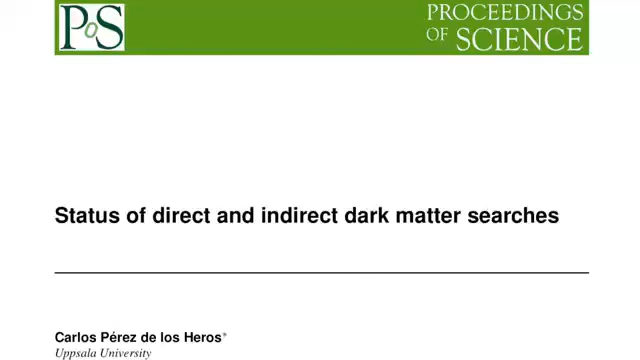 PoS
PROCEEDINGS
OF SCIENCE
Status of direct and indirect dark matter searches
Carlos Pérez de los Heros*
Uppsala University